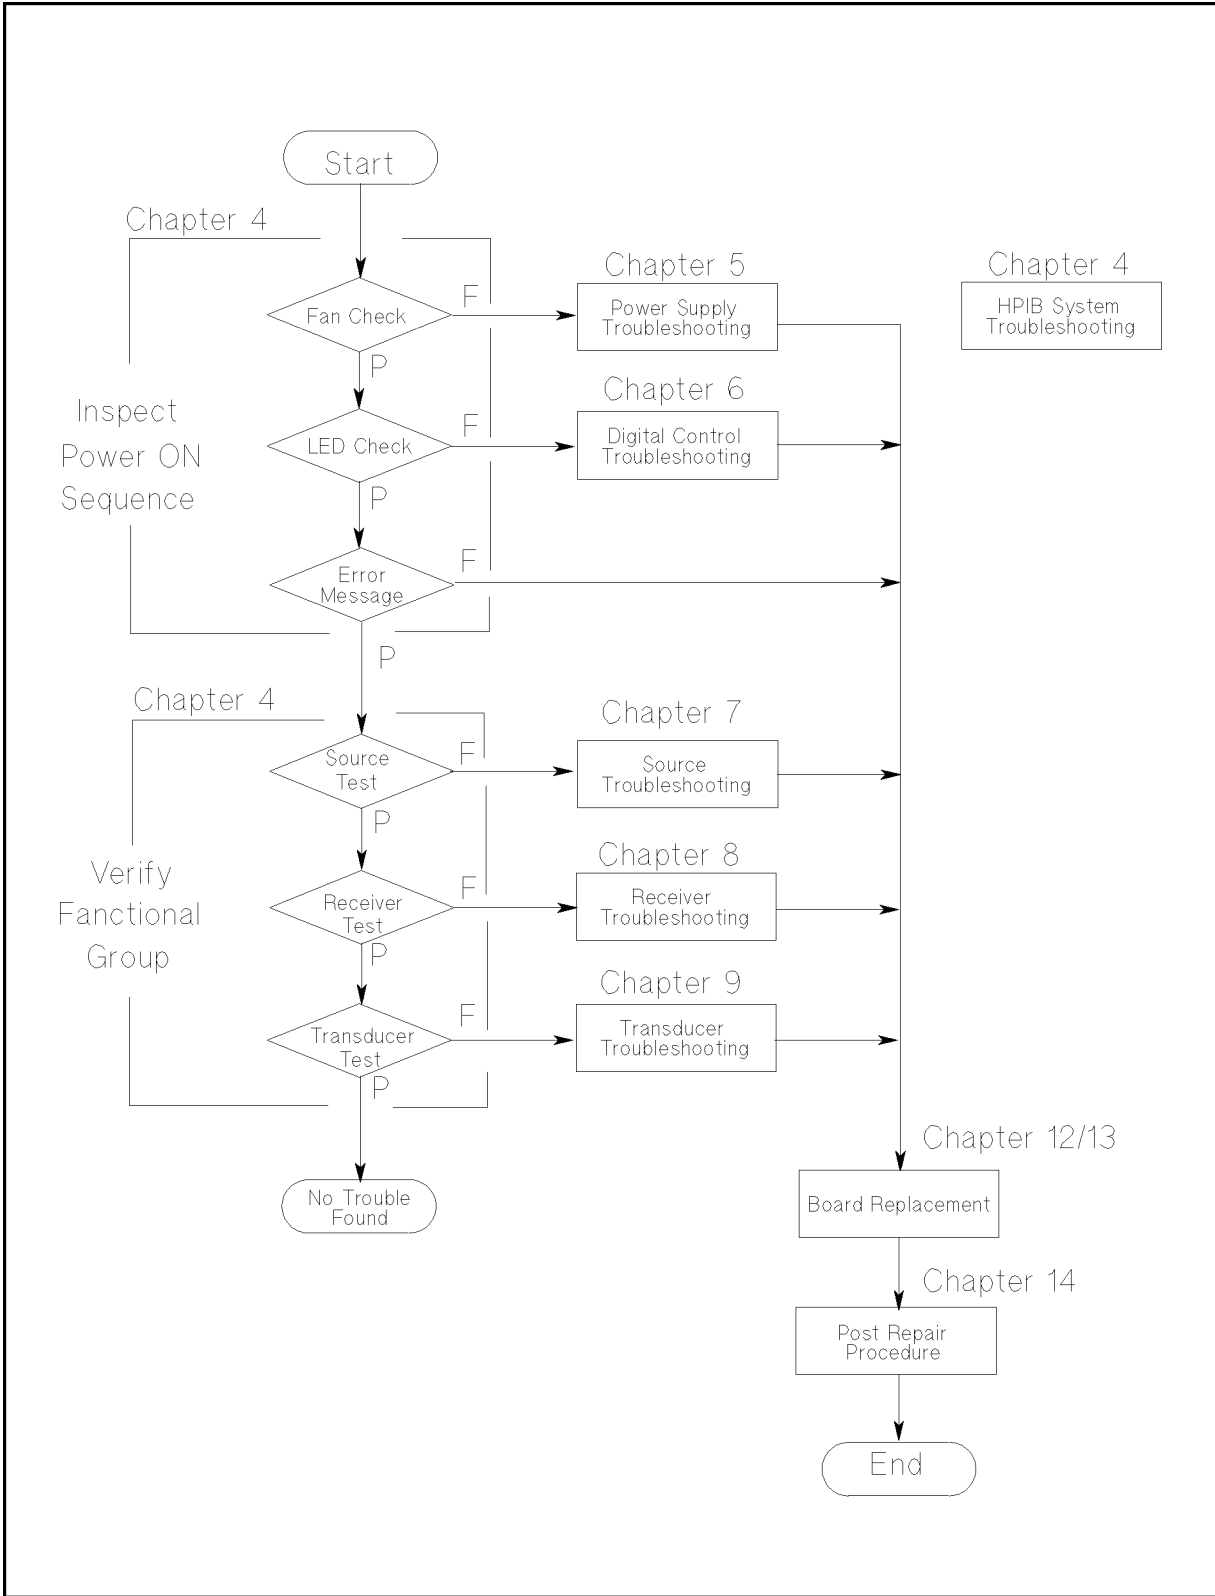 Start
Chapter 4
Chapter 5
Chapter 4
Fan Check
F
Power Supply
Troubleshooting
HPIB System
Troubleshooting
P
Chapter 6
Inspect
Power ON
Sequence
LED Check
F
Digital Control
Troubleshooting
P
Error
Message
F
P
Chapter 4
Chapter 7
Source
Test
F
Source
Troubleshooting
P
Chapter 8
Verify
Fanctional
Group
Receiver
Test
F
Receiver
Troubleshooting
P
Chapter 9
Transducer
Test
F
Transducer
Troubleshooting
P
Chapter 12/13
No Trouble
Found
Board Replacement
Chapter 14
Post Repair
Procedure
End